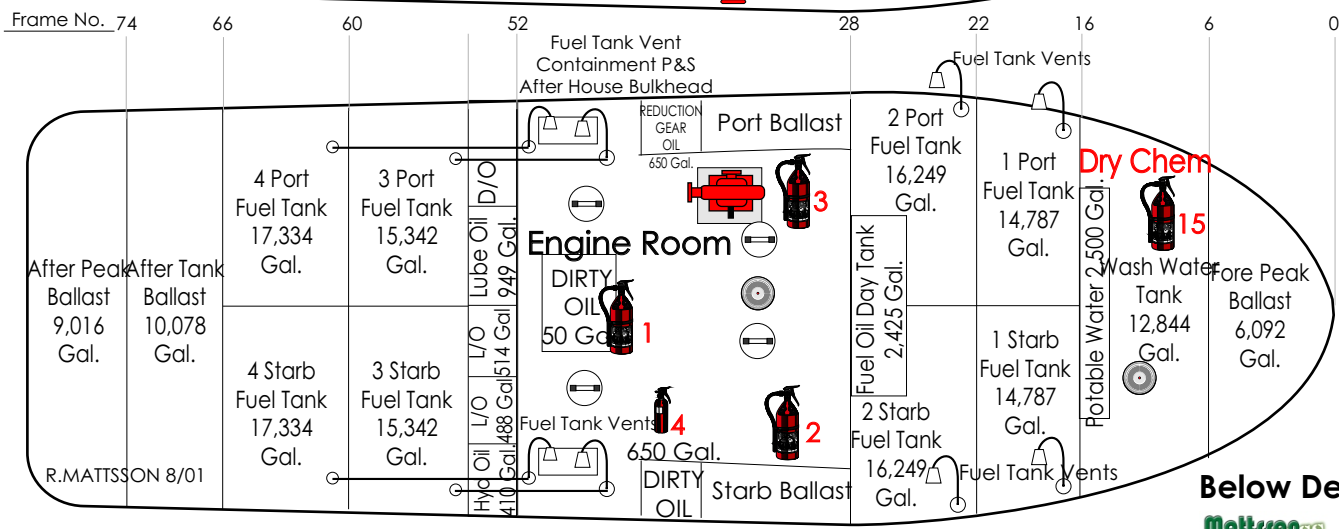 Frame No. 74 66 60 52 28 22 16 6 0
Fuel Tank Vent
Containment P&S
After House Bulkhead
Fuel Tank Vents
REDUCTION
GEAR
OIL
650 Gal.
Port Ballast
2 Port
Fuel Tank
16,249
Gal.
1 Port
Fuel Tank
14,787
Gal.
Dry Chem
15
4 Port
Fuel Tank
17,334
Gal.
3 Port
Fuel Tank
15,342
Gal.
D/O
Lube Oil
949 Gal.
L/O
514 Gal
L/O
488 Gal
Hyd Oil
410 Gal.
3
Engine Room
DIRTY
OIL
50 Ga
1
After Peak
Ballast
9,016
Gal.
After Tank
Ballast
10,078
Gal.
Fuel Oil Day Tank
2,425 Gal.
Potable Water 2,500 Gal.
Wash Water
Tank
12,844
Gal.
Fore Peak
Ballast
6,092
Gal.
4 Starb
Fuel Tank
17,334
Gal.
3 Starb
Fuel Tank
15,342
Gal.
1 Starb
Fuel Tank
14,787
Gal.
Fuel Tank Vents
4
2
650 Gal.
DIRTY
OIL
Starb Ballast
2 Starb
Fuel Tank
16,249
Gal.
Fuel Tank Vents
R.MATTSSON 8/01
Below De